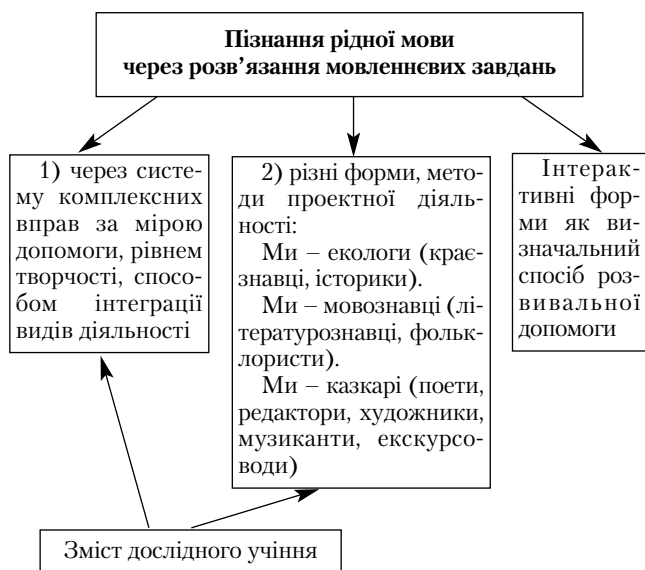 Пізнання рідної мови
через розв’язання мовленнєвих завдань
1) через систе-
му комплексних
вправ за мірою
допомоги, рівнем
творчості, спосо-
бом інтеграції
видів діяльності
2) різні форми, мето-
ди проектної діяль-
ності:
Ми – екологи (крає-
знавці, історики).
Ми – мовознавці (лі-
тературознавці, фольк-
лористи).
Ми – казкарі (поети,
редактори, художники,
музиканти, екскурсо-
води)
Інтерак-
тивні фор-
ми як ви-
значальний
спосіб роз-
вивальної
допомоги
Зміст дослідного учіння